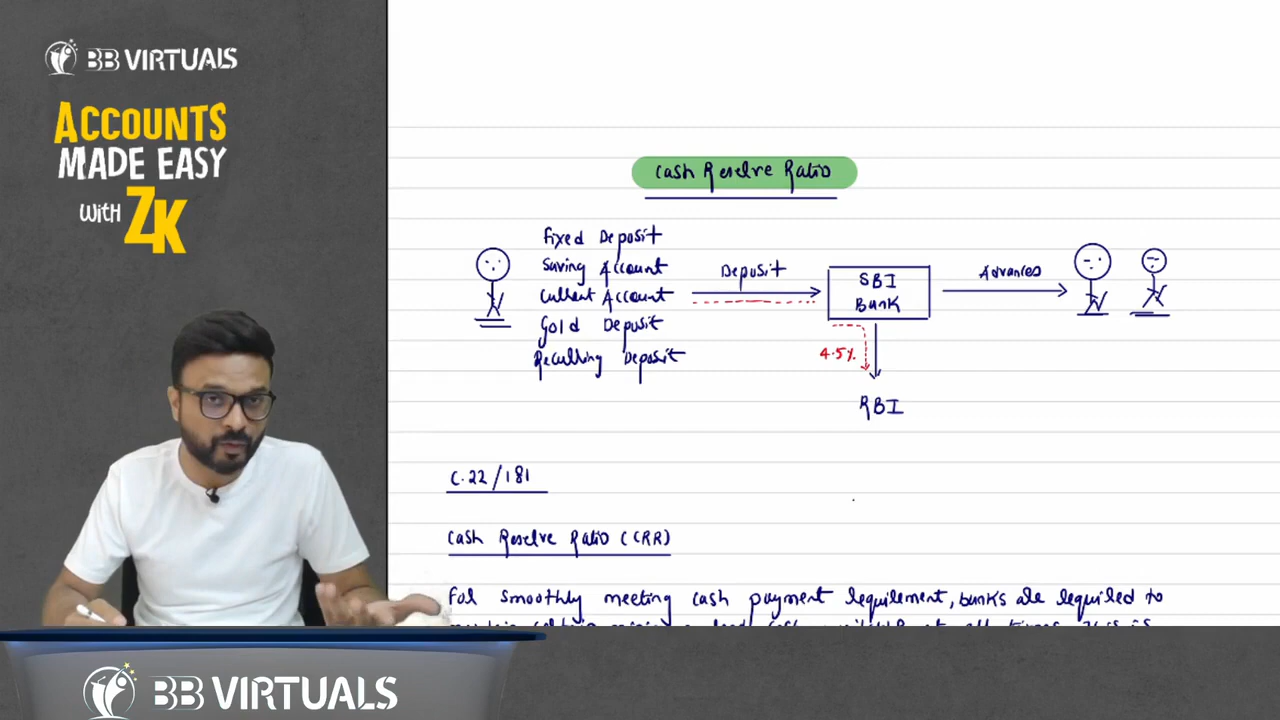 BB VIRTUALS
ACCOUNTS
MADE EASY
WITH ZK
Cash Reserve Ratio
Fixed Deposit
Saving Account
Current Account
Gold Deposit
Recurring Deposit
Deposit
SBI
Bank
Advances
4.5%
RBI
C.22/181
Cash Reserve Ratio (CRR)
For smoothly meeting cash payment requirement, banks are required to
BB VIRTUALS